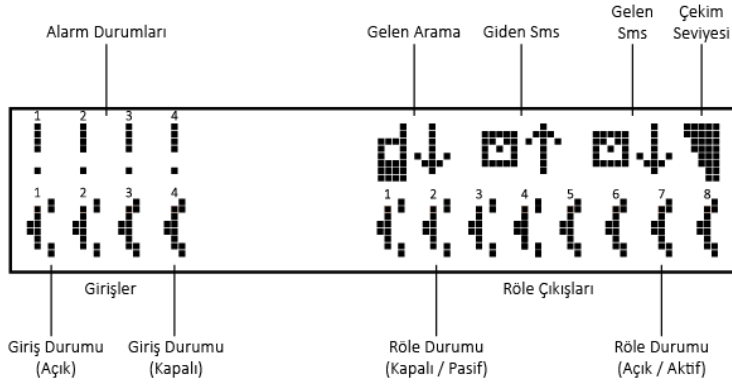 Alarm Durumları
Gelen Arama
Giden Sms
Gelen
Sms
Çekim
Seviyesi
1 2 3 4
1 2 3 4
1 2 3 4 5 6 7 8
Girişler
Röle Çıkışları
Giriş Durumu
(Açık)
Giriş Durumu
(Kapalı)
Röle Durumu
(Kapalı / Pasif)
Röle Durumu
(Açık / Aktif)